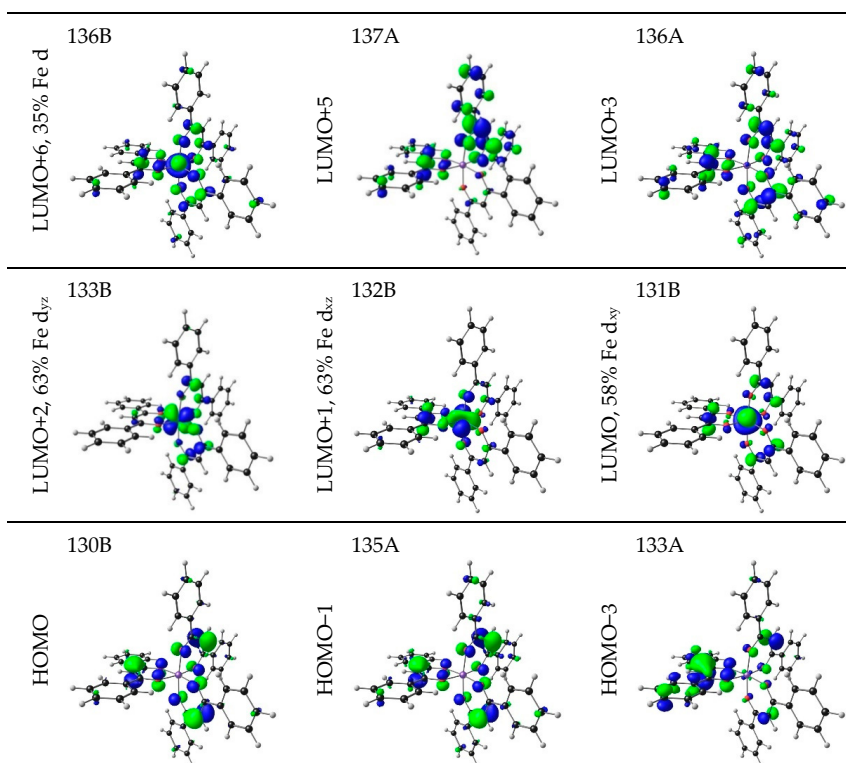 136B
LUMO+6, 35% Fe d
137A
LUMO+5
136A
LUMO+3
133B
LUMO+2, 63% Fe dyz
132B
LUMO+1, 63% Fe dxz
131B
LUMO, 58% Fe dxy
130B
HOMO
135A
HOMO−1
133A
HOMO−3